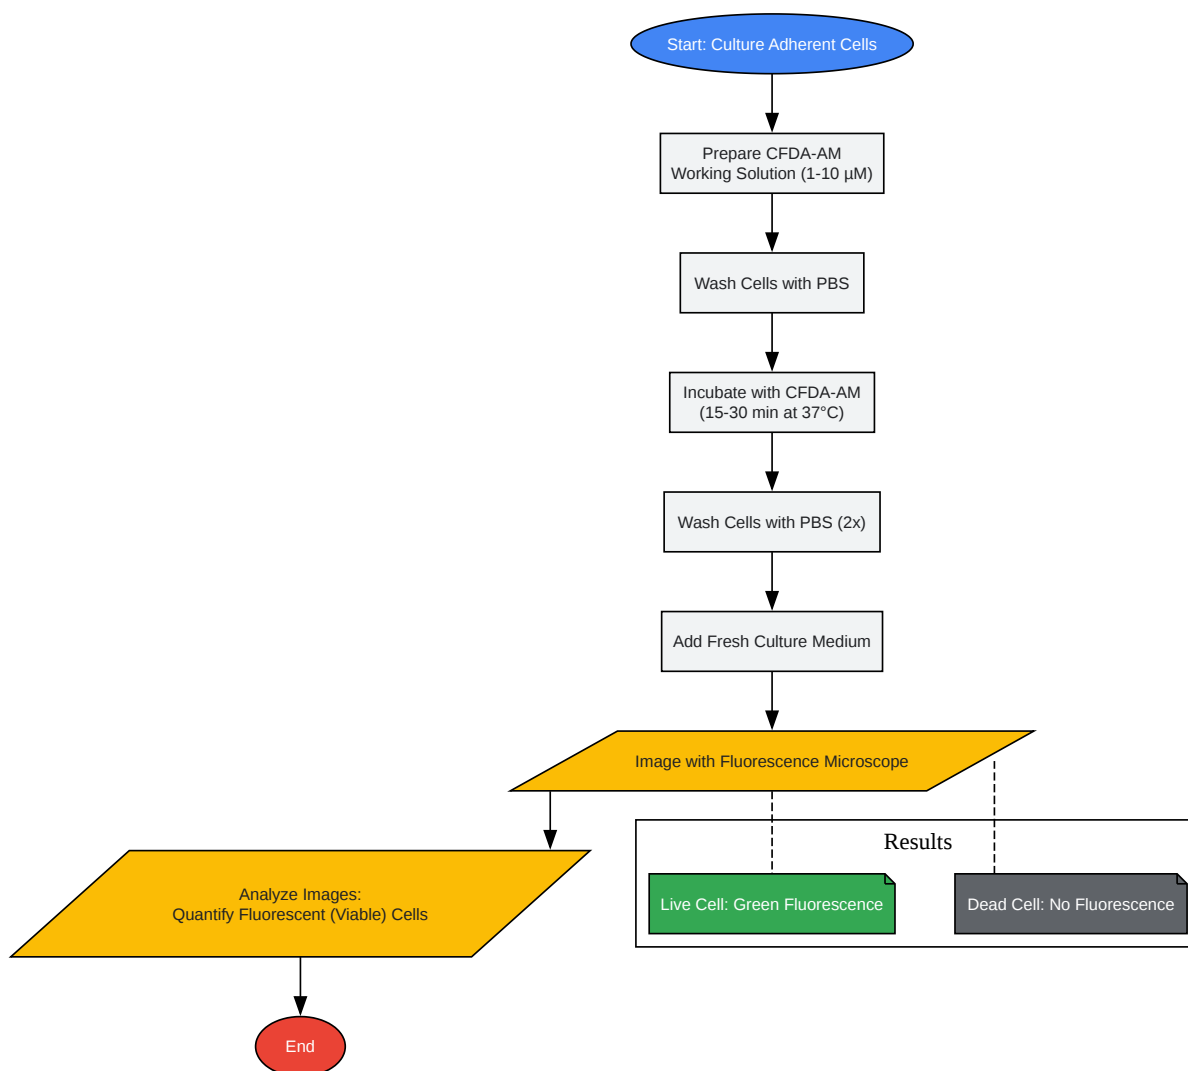 Start: Culture Adherent Cells
Prepare CFDA-AM
Working Solution (1-10 µM)
Wash Cells with PBS
Incubate with CFDA-AM
(15-30 min at 37°C)
Wash Cells with PBS (2x)
Add Fresh Culture Medium
Image with Fluorescence Microscope
Results
Live Cell: Green Fluorescence
Dead Cell: No Fluorescence
Analyze Images:
Quantify Fluorescent (Viable) Cells
End